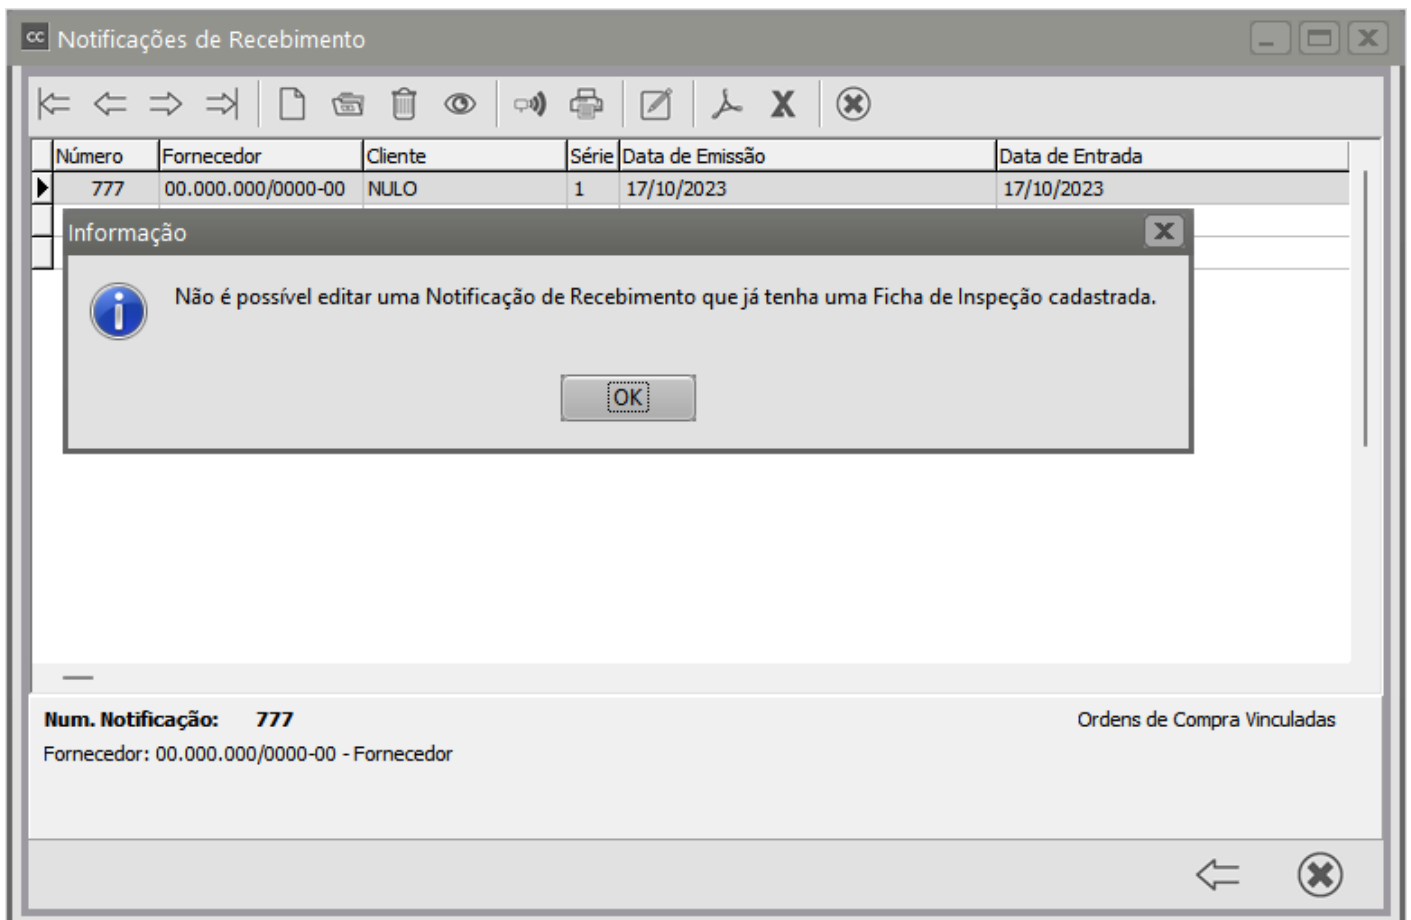 CC Notificações de Recebimento
Número Fornecedor Cliente Série Data de Emissão Data de Entrada
777 00.000.000/0000-00 NULO 1 17/10/2023 17/10/2023
Informação
Não é possível editar uma Notificação de Recebimento que já tenha uma Ficha de Inspeção cadastrada.
OK
Num. Notificação: 777 Ordens de Compra Vinculadas
Fornecedor: 00.000.000/0000-00 - Fornecedor